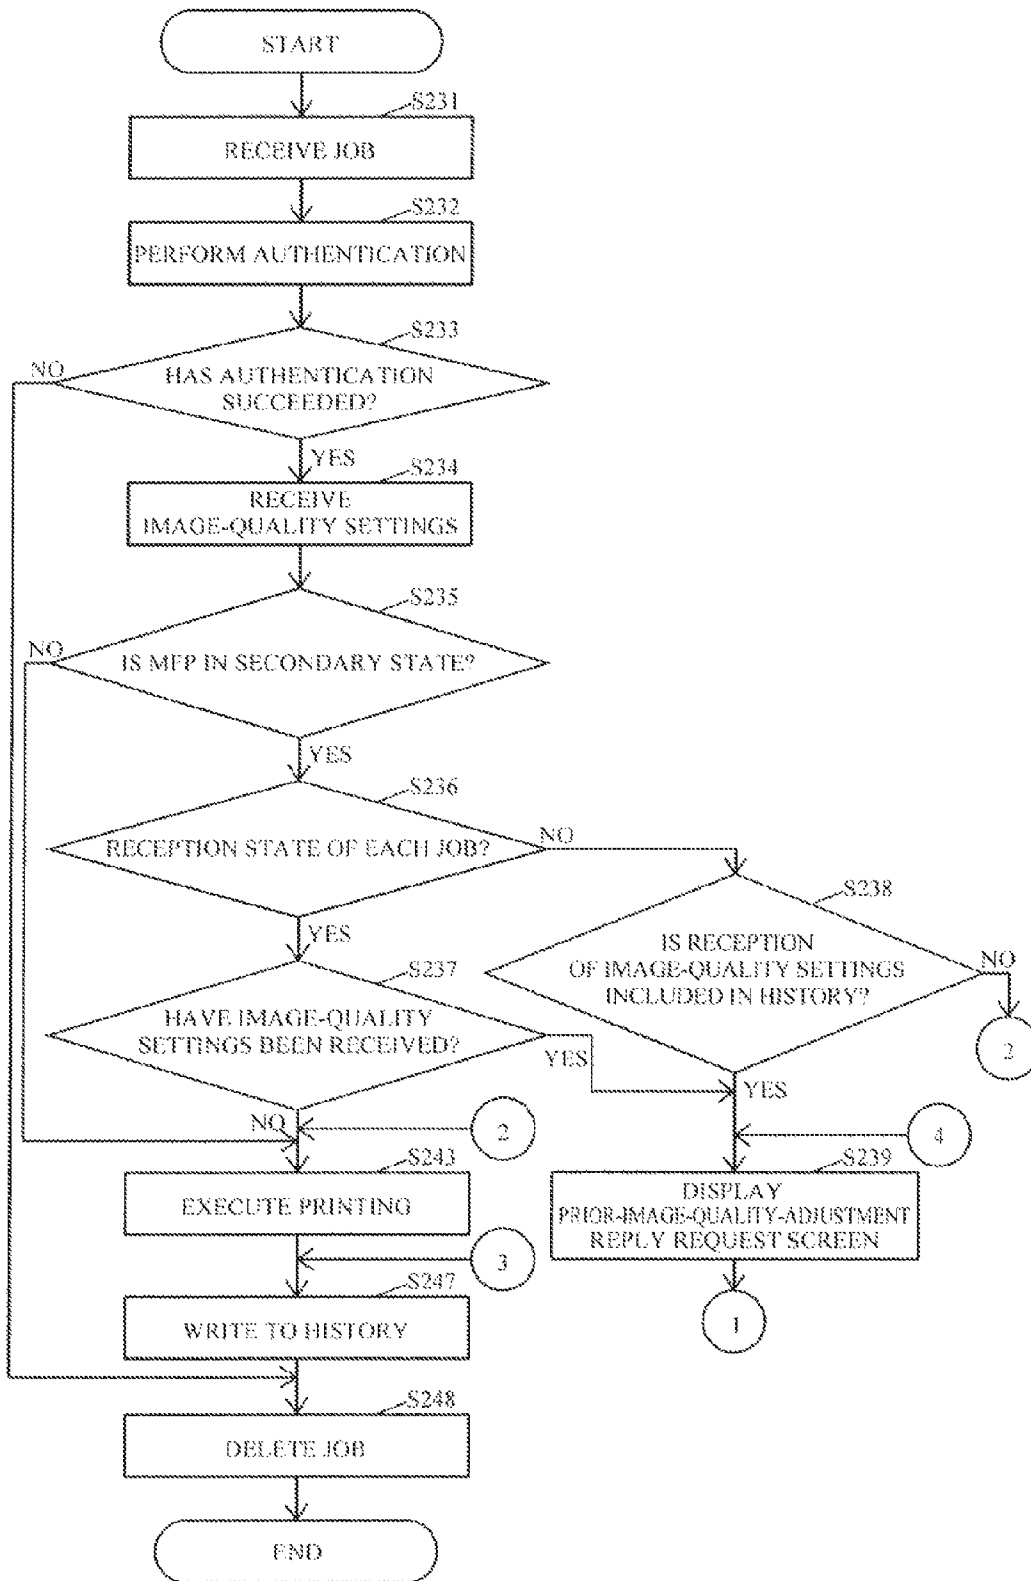 START
S231
RECEIVE JOB
S232
PERFORM AUTHENTICATION
S233
NO
HAS AUTHENTICATION
SUCCEEDED?
YES
S234
RECEIVE
IMAGE-QUALITY SETTINGS
S235
NO
IS MFP IN SECONDARY STATE?
YES
S236
RECEPTION STATE OF EACH JOB?
NO
S238
YES
IS RECEPTION
OF IMAGE-QUALITY SETTINGS
INCLUDED IN HISTORY?
NO
2
S237
HAVE IMAGE-QUALITY
SETTINGS BEEN RECEIVED?
YES
YES
NO
2
4
S243
EXECUTE PRINTING
S239
DISPLAY
PRIOR-IMAGE-QUALITY-ADJUSTMENT
REPLY REQUEST SCREEN
3
1
S247
WRITE TO HISTORY
S248
DELETE JOB
END